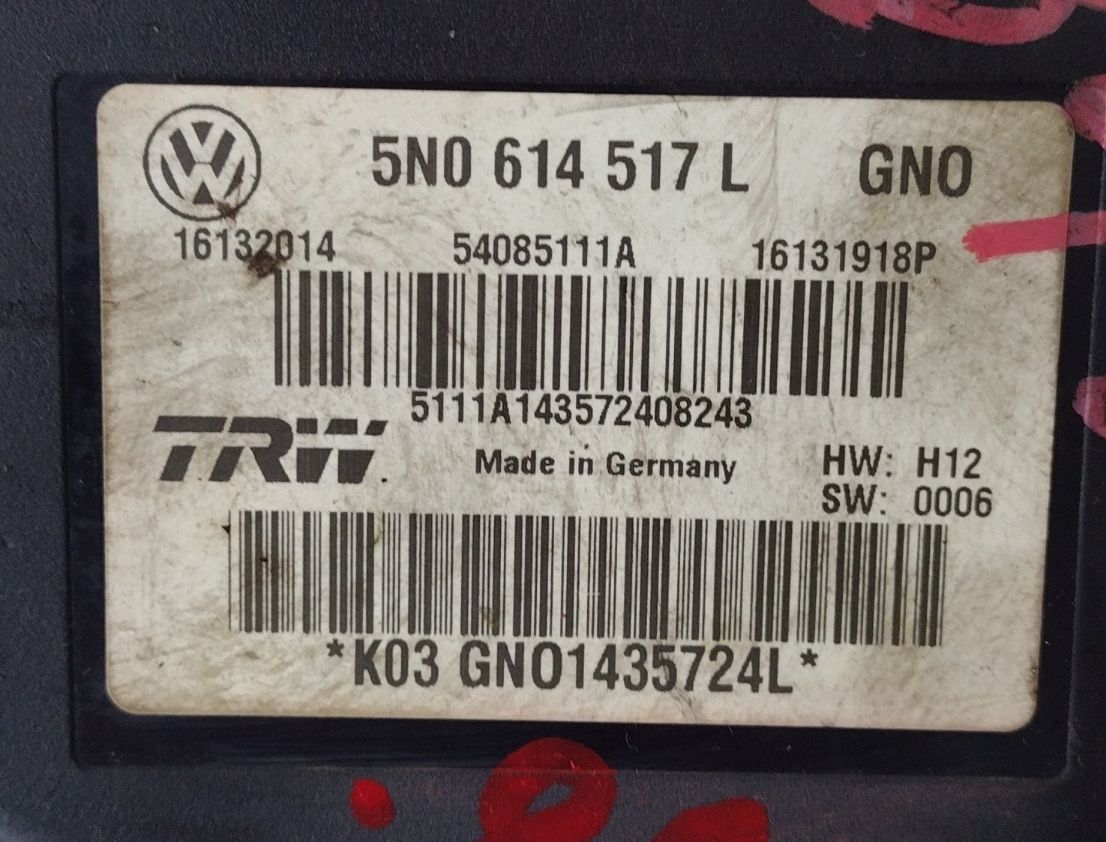 5N0 614 517 L GNO
16132014 54085111A 16131918P
5111A143572408243
TRW.
Made in Germany
HW: H12
SW: 0006
*K03 GNO1435724L*